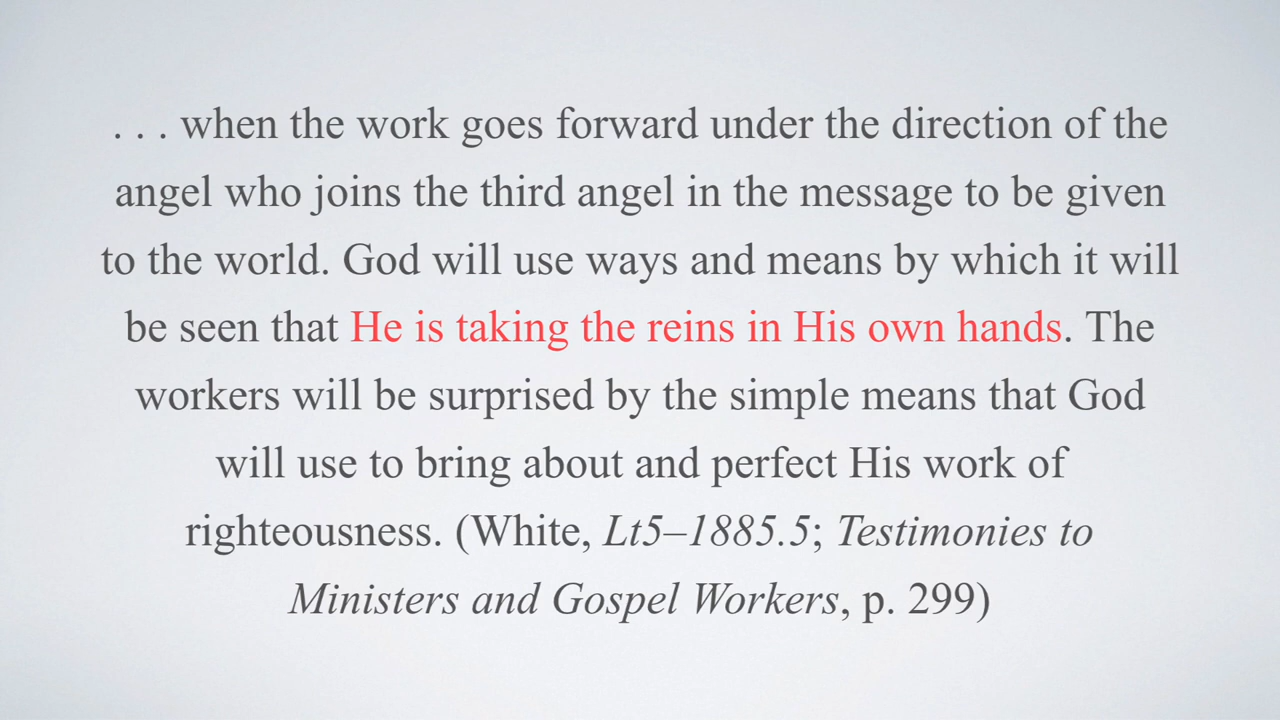 . . . when the work goes forward under the direction of the
angel who joins the third angel in the message to be given
to the world. God will use ways and means by which it will
be seen that He is taking the reins in His own hands. The
workers will be surprised by the simple means that God
will use to bring about and perfect His work of
righteousness. (White, Lt5–1885.5; Testimonies to
Ministers and Gospel Workers, p. 299)